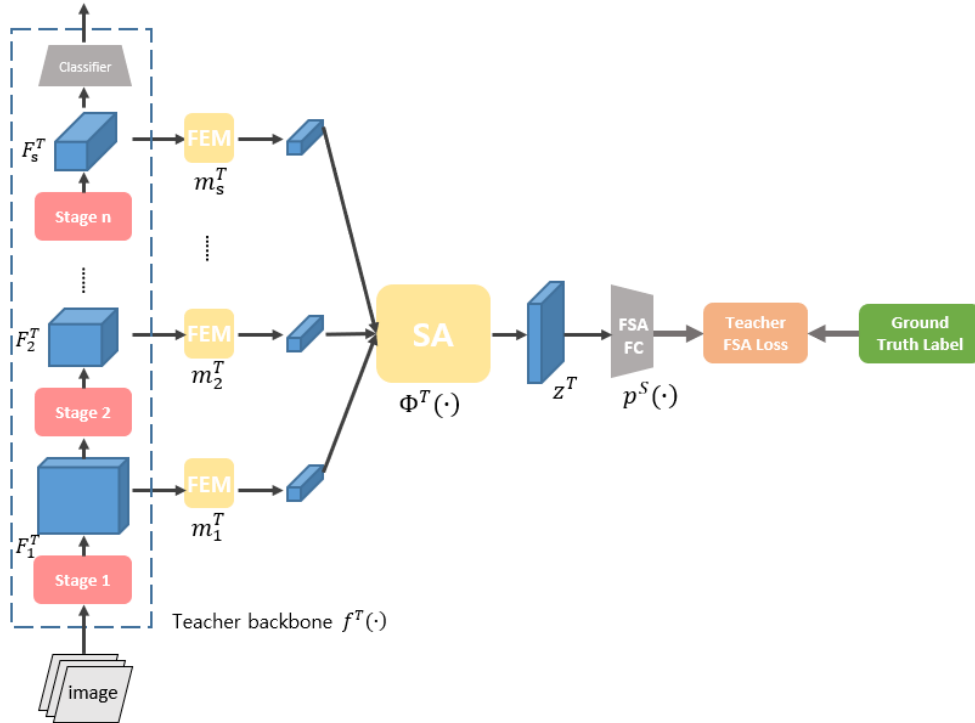 Classifier
F_s^T
FEM
m_s^T
Stage n
F_2^T
FEM
m_2^T
SA
Φ^T(·)
z^T
FSA
FC
p^S(·)
Teacher
FSA Loss
Ground
Truth Label
Stage 2
F_1^T
FEM
m_1^T
Stage 1
Teacher backbone f^T(·)
image